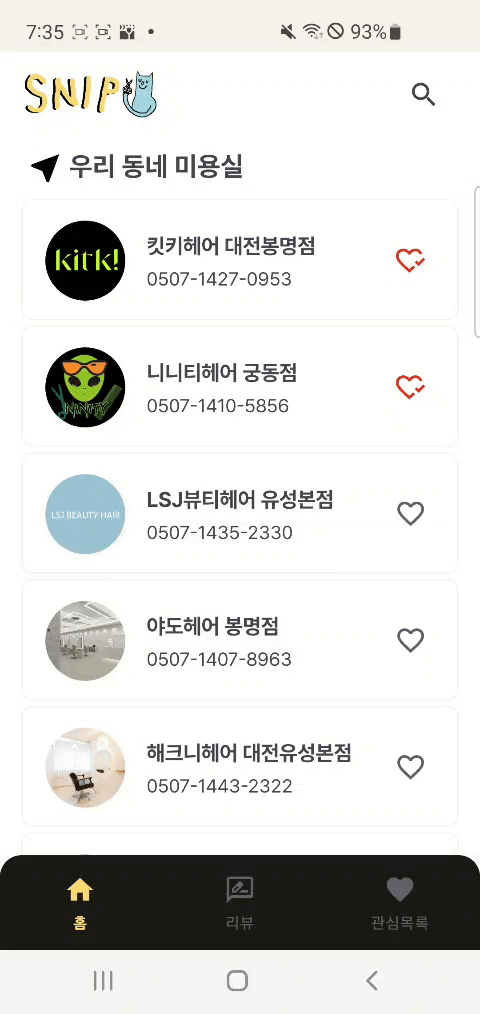 7:35
93%
SNIP
우리 동네 미용실
kitk!
킷키헤어 대전봉명점
0507-1427-0953
NINITY
니니티헤어 궁동점
0507-1410-5856
LSJ BEAUTY HAIR
LSJ뷰티헤어 유성본점
0507-1435-2330
야도헤어 봉명점
0507-1407-8963
해크니헤어 대전유성본점
0507-1443-2322
홈
리뷰
관심목록